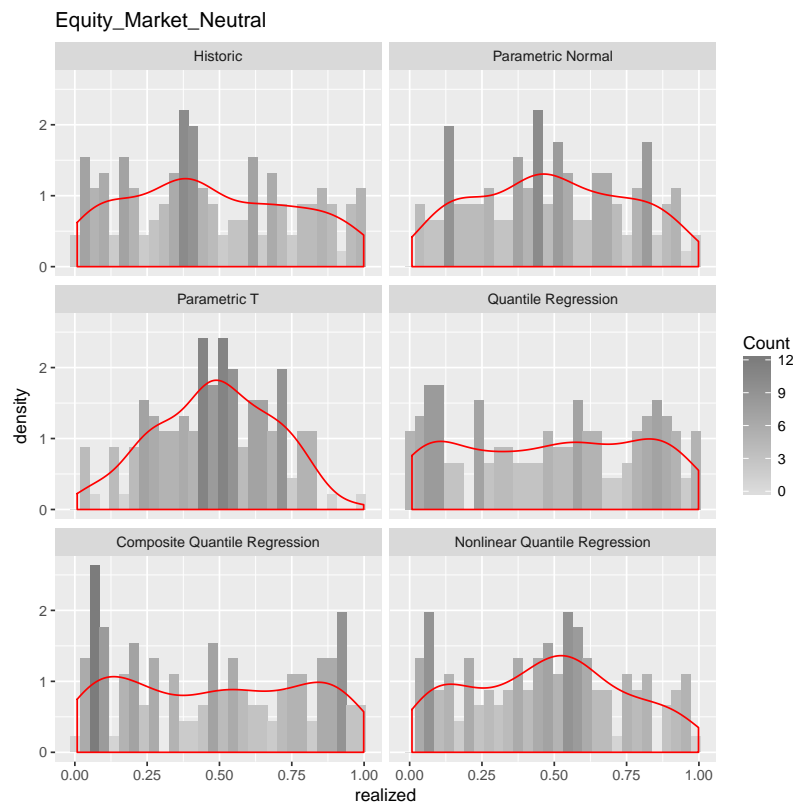 Equity_Market_Neutral
Historic
Parametric Normal
2
1
0
Parametric T
Quantile Regression
2
1
0
density
Count
12
9
6
3
0
Composite Quantile Regression
Nonlinear Quantile Regression
2
1
0
0.00 0.25 0.50 0.75 1.00 0.00 0.25 0.50 0.75 1.00
realized